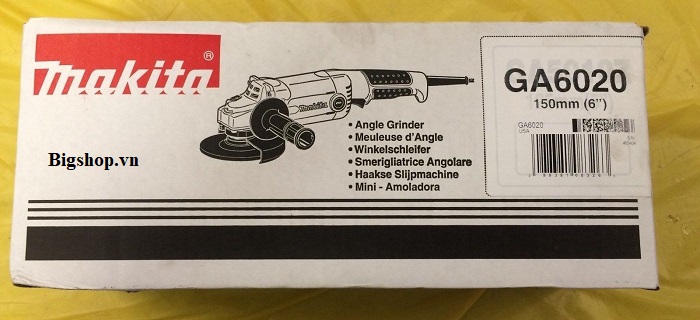 makita®
makita
Bigshop.vn
• Angle Grinder
• Meuleuse d'Angle
• Winkelschleifer
• Smerigliatrice Angolare
• Haakse Slijpmachine
• Mini - Amoladora
GA6020
150mm (6")
GA6020
USA
S/N